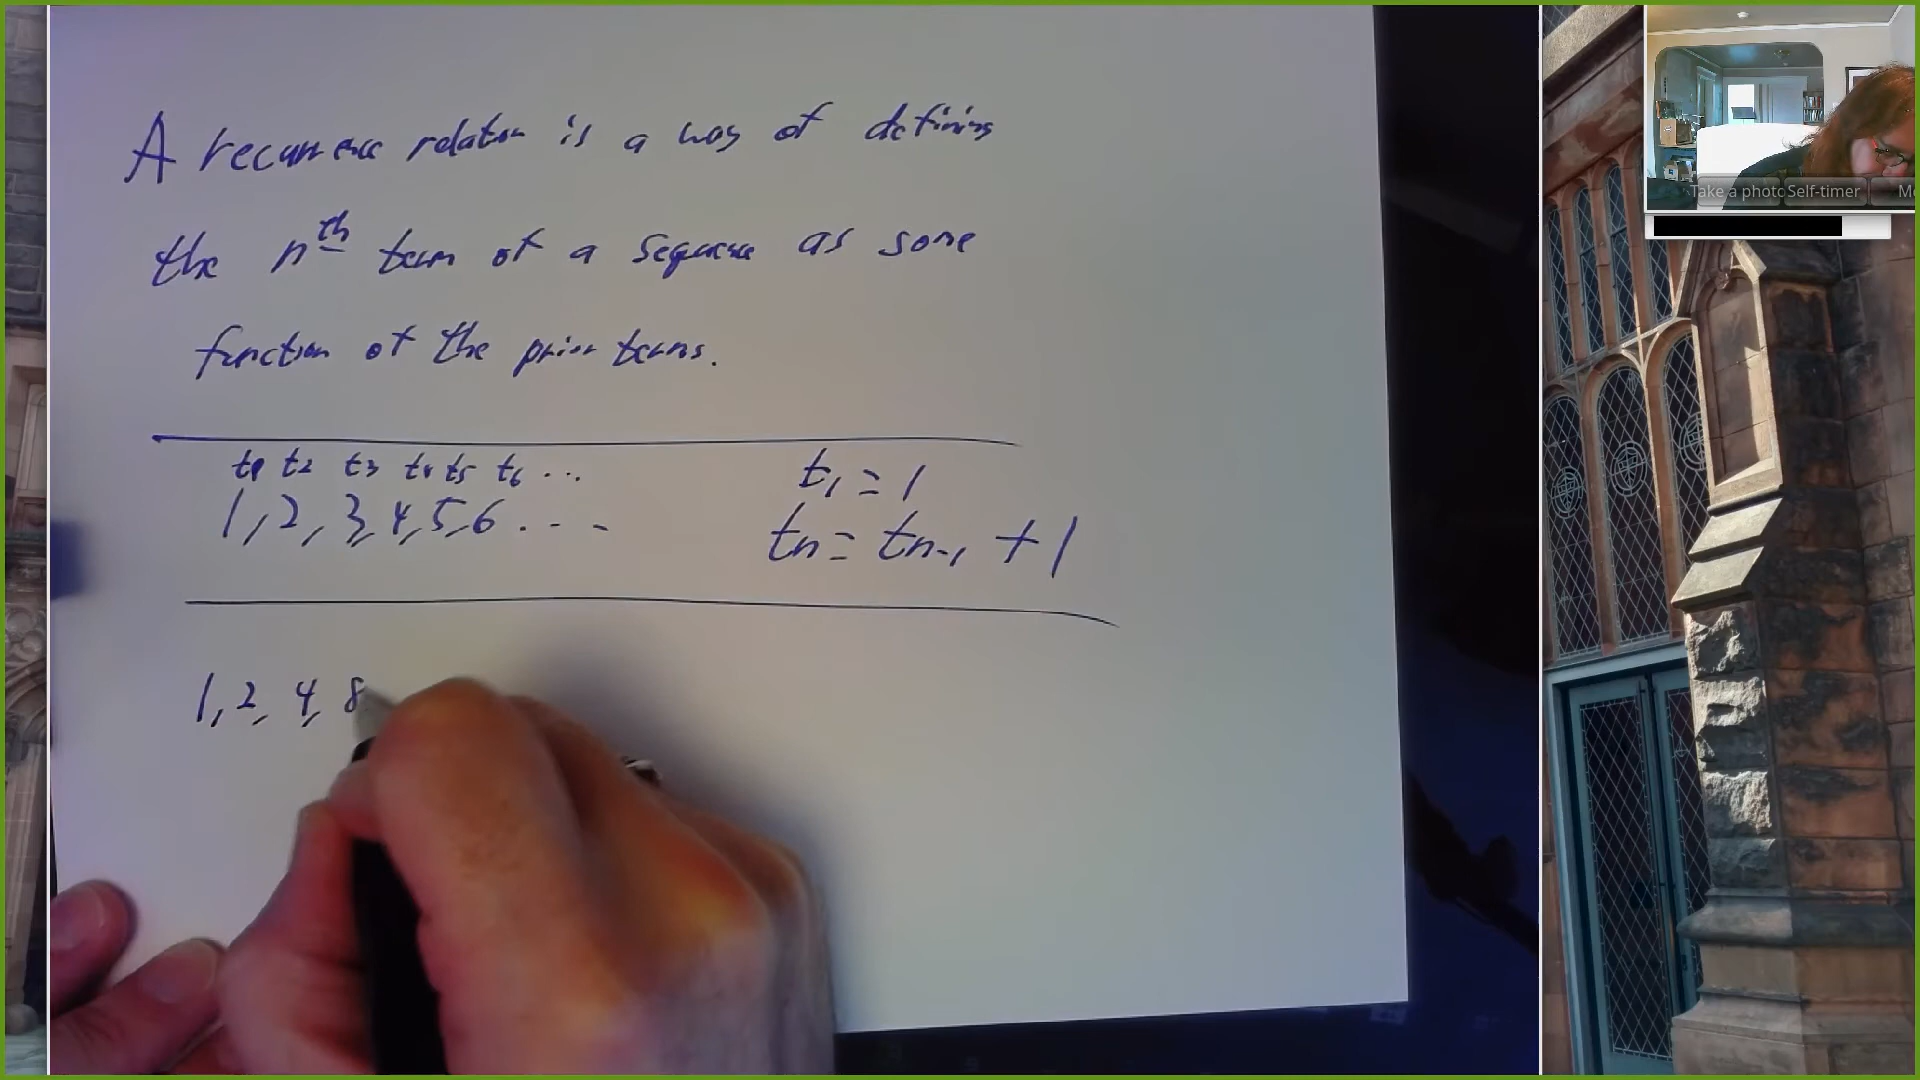 A recurrence relation is a way of defining
the nth term of a sequence as some
function of the prior terms.
t1 t2 t3 t4 t5 t6 ...
1, 2, 3, 4, 5, 6 . . .
t1 = 1
tn = tn-1 + 1
1, 2, 4, 8
Take a photo Self-timer